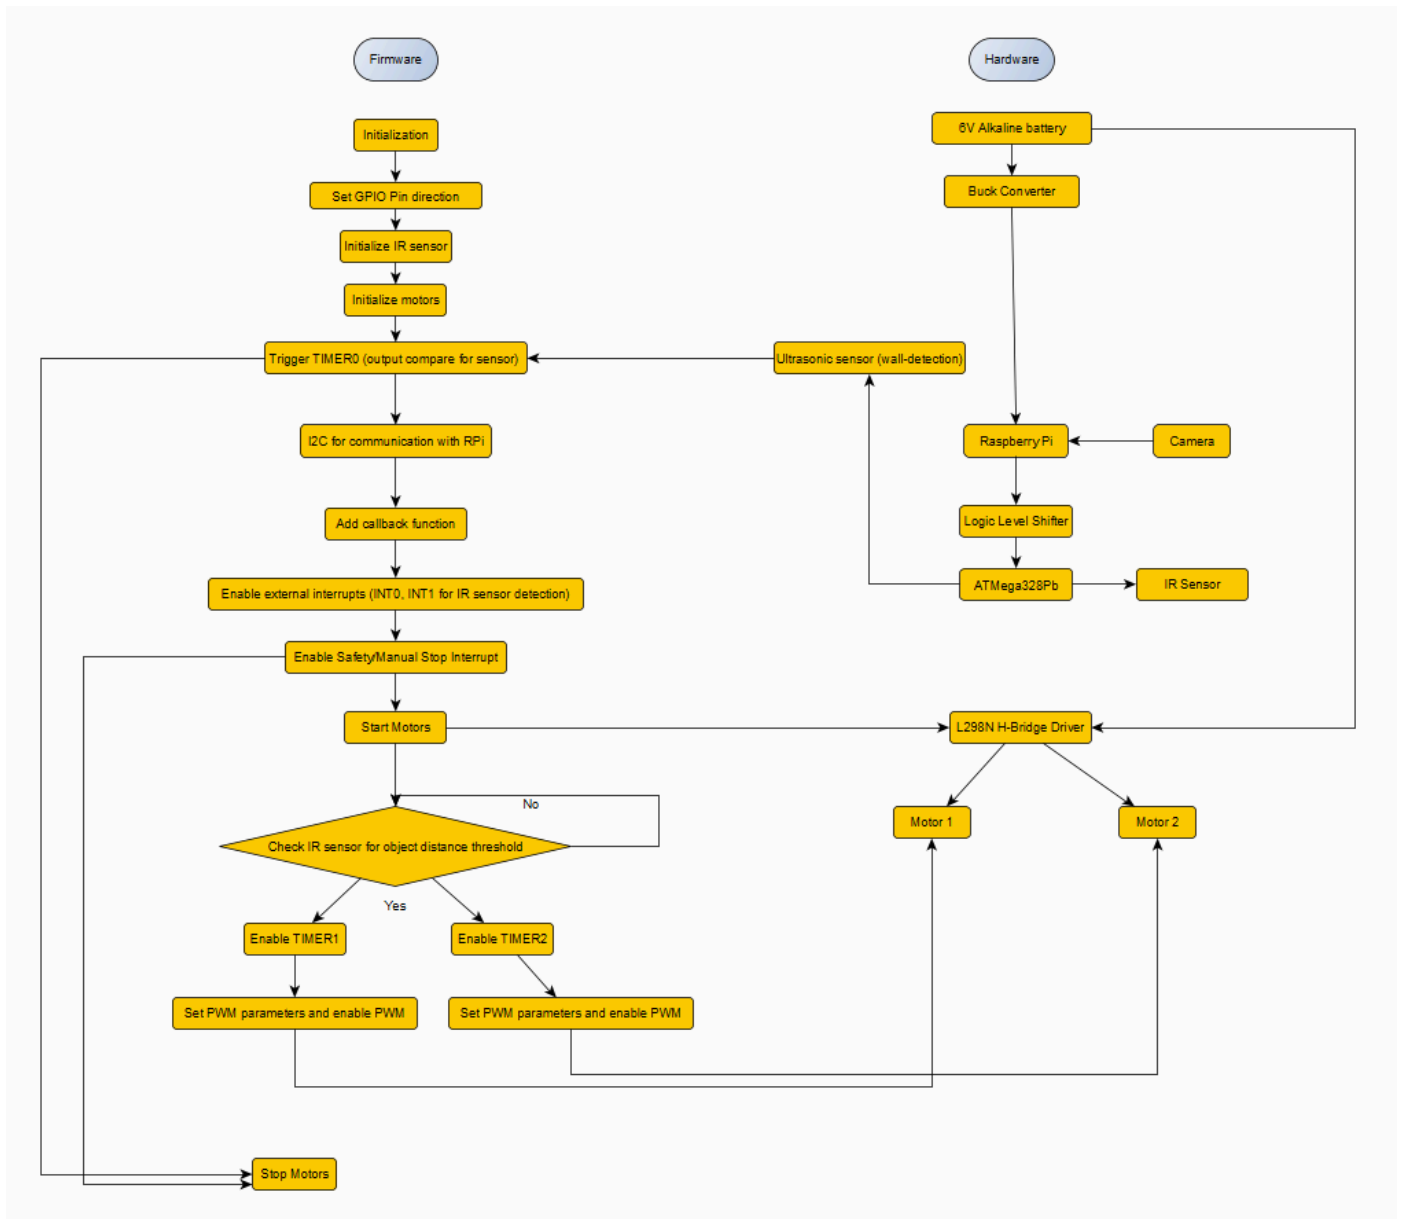 Firmware
Hardware
6V Alkaline battery
Initialization
Buck Converter
Set GPIO Pin direction
Initialize IR sensor
Initialize motors
Trigger TIMER0 (output compare for sensor)
Ultrasonic sensor (wall-detection)
I2C for communication with RPi
Raspberry Pi
Camera
Add callback function
Logic Level Shifter
Enable external interrupts (INT0, INT1 for IR sensor detection)
ATMega328Pb
IR Sensor
Enable Safety/Manual Stop Interrupt
Start Motors
L298N H-Bridge Driver
No
Motor 1
Motor 2
Check IR sensor for object distance threshold
Yes
Enable TIMER1
Enable TIMER2
Set PWM parameters and enable PWM
Set PWM parameters and enable PWM
Stop Motors